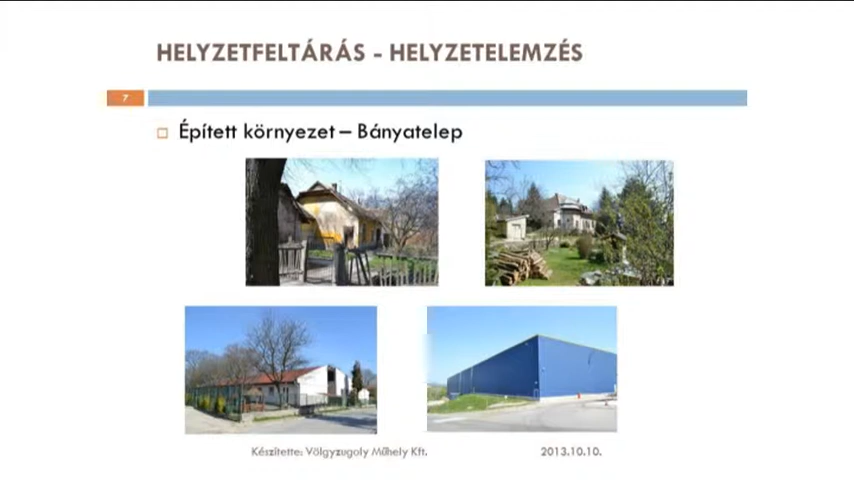 HELYZETFELTÁRÁS - HELYZETELEMZÉS
7
Épített környezet – Bányatelep
Készítette: Völgyzugoly Műhely Kft.
2013.10.10.